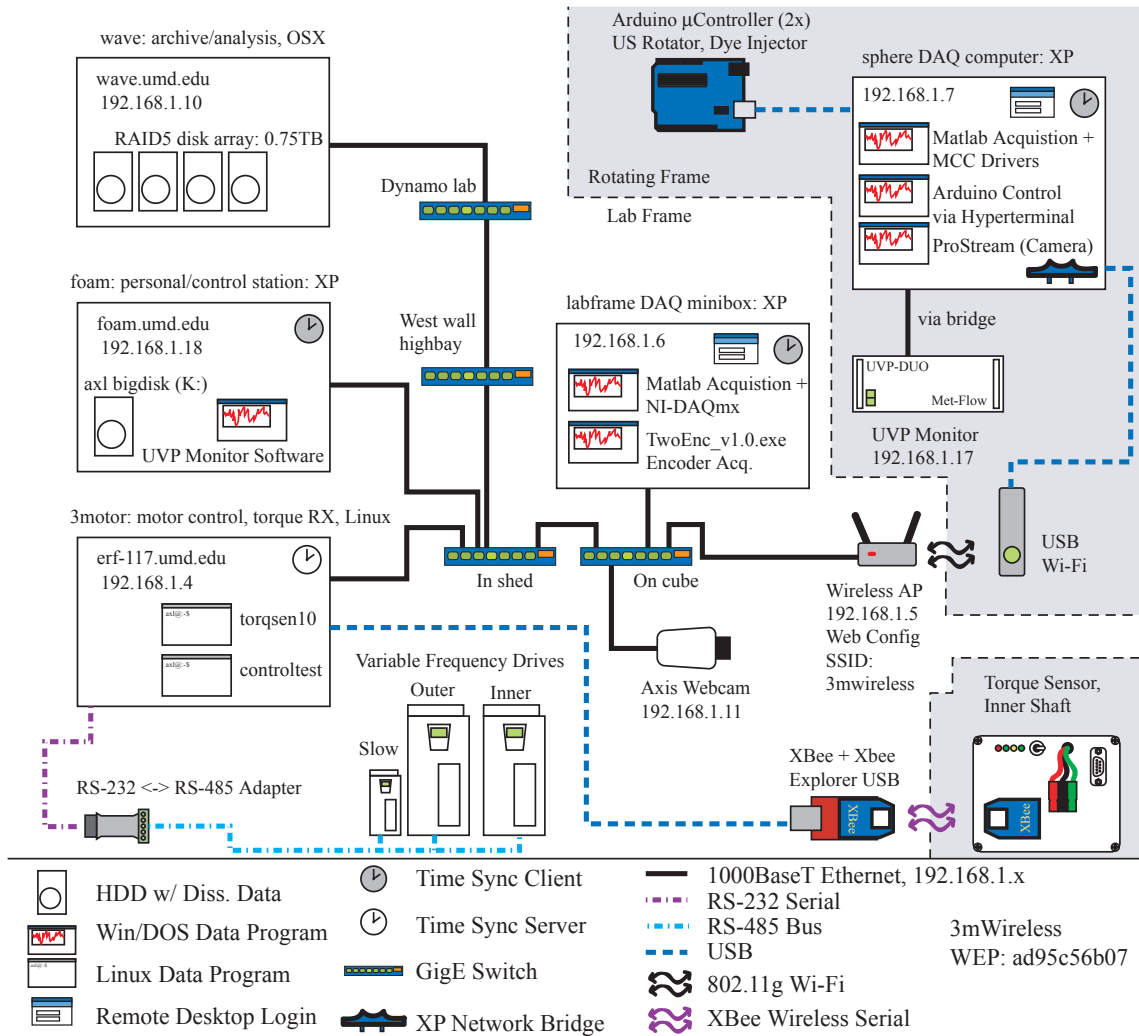 wave: archive/analysis, OSX
wave.umd.edu
192.168.1.10
RAID5 disk array: 0.75TB
Dynamo lab
Arduino μController (2x)
US Rotator, Dye Injector
sphere DAQ computer: XP
192.168.1.7
Matlab Acquistion +
MCC Drivers
Arduino Control
via Hyperterminal
ProStream (Camera)
Rotating Frame
Lab Frame
foam: personal/control station: XP
foam.umd.edu
192.168.1.18
axl bigdisk (K:)
UVP Monitor Software
West wall
highbay
labframe DAQ minibox: XP
192.168.1.6
Matlab Acquistion +
NI-DAQmx
TwoEnc_v1.0.exe
Encoder Acq.
via bridge
UVP-DUO
Met-Flow
UVP Monitor
192.168.1.17
3motor: motor control, torque RX, Linux
erf-117.umd.edu
192.168.1.4
axl@:~$
torqsen10
axl@:~$
controltest
In shed
On cube
Wireless AP
192.168.1.5
Web Config
SSID:
3mwireless
USB
Wi-Fi
Variable Frequency Drives
Outer
Inner
Slow
Axis Webcam
192.168.1.11
Torque Sensor,
Inner Shaft
XBee + Xbee
Explorer USB
XBee
XBee
RS-232 <-> RS-485 Adapter
HDD w/ Diss. Data
Win/DOS Data Program
axl@:~$
Linux Data Program
Remote Desktop Login
Time Sync Client
Time Sync Server
GigE Switch
XP Network Bridge
1000BaseT Ethernet, 192.168.1.x
RS-232 Serial
RS-485 Bus
USB
802.11g Wi-Fi
XBee Wireless Serial
3mWireless
WEP: ad95c56b07